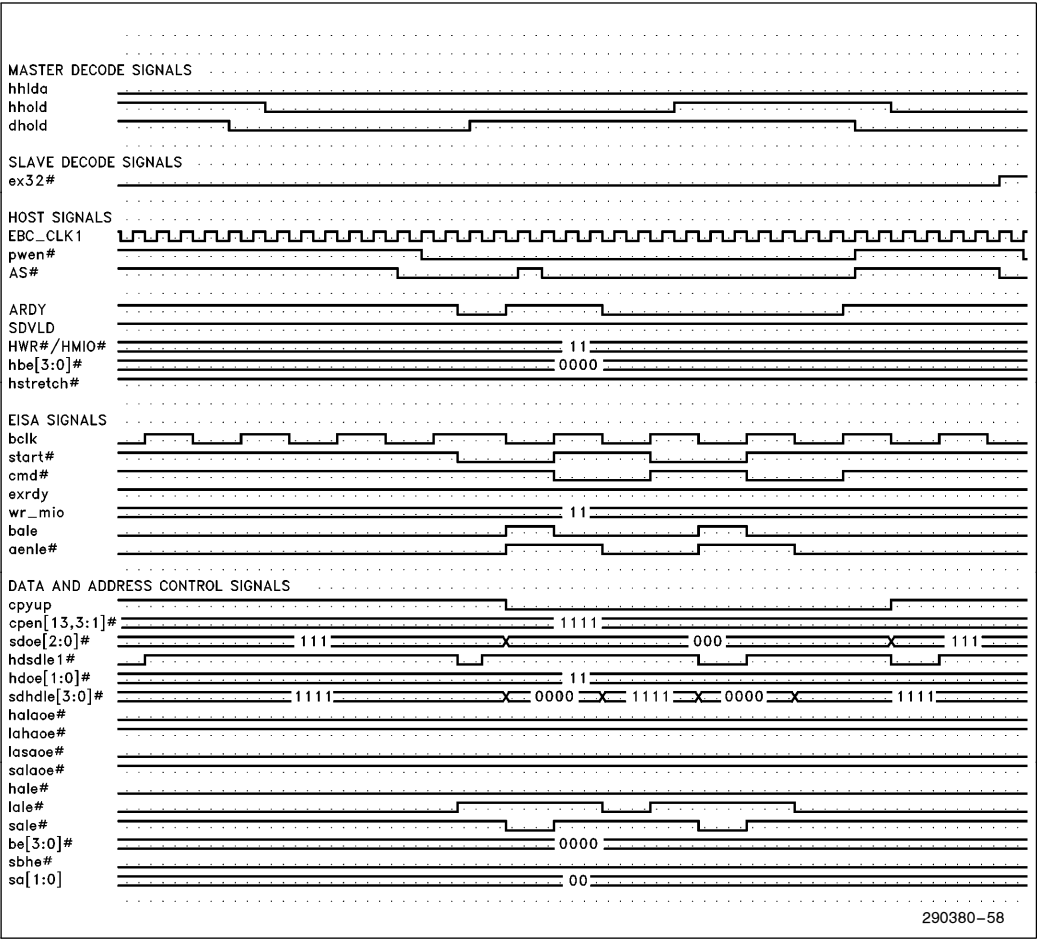 MASTER DECODE SIGNALS
hhlda
hhold
dhold
SLAVE DECODE SIGNALS
ex32#
HOST SIGNALS
EBC_CLK1
pwen#
AS#
ARDY
SDVLD
HWR#/HMIO# 11
hbe[3:0]# 0000
hstretch#
EISA SIGNALS
bclk
start#
cmd#
exrdy
wr_mio 11
bale
aenle#
DATA AND ADDRESS CONTROL SIGNALS
cpyup
cpen[13,3:1]# 1111
sdoe[2:0]# 111 000 111
hdsdle1#
hdoe[1:0]# 11
sdhdle[3:0]# 1111 0000 1111 0000 1111
halaoe#
lahaoe#
lasaoe#
salaoe#
hale#
lale#
sale#
be[3:0]# 0000
sbhe#
sa[1:0] 00
290380-58